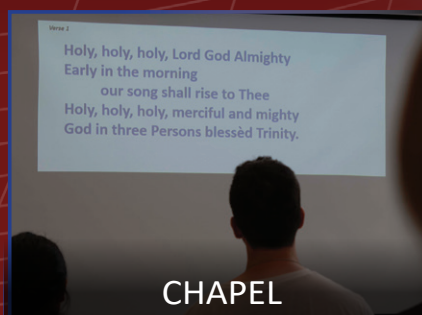 Verse 1
Holy, holy, holy, Lord God Almighty
Early in the morning
our song shall rise to Thee
Holy, holy, holy, merciful and mighty
God in three Persons blessèd Trinity.
CHAPEL